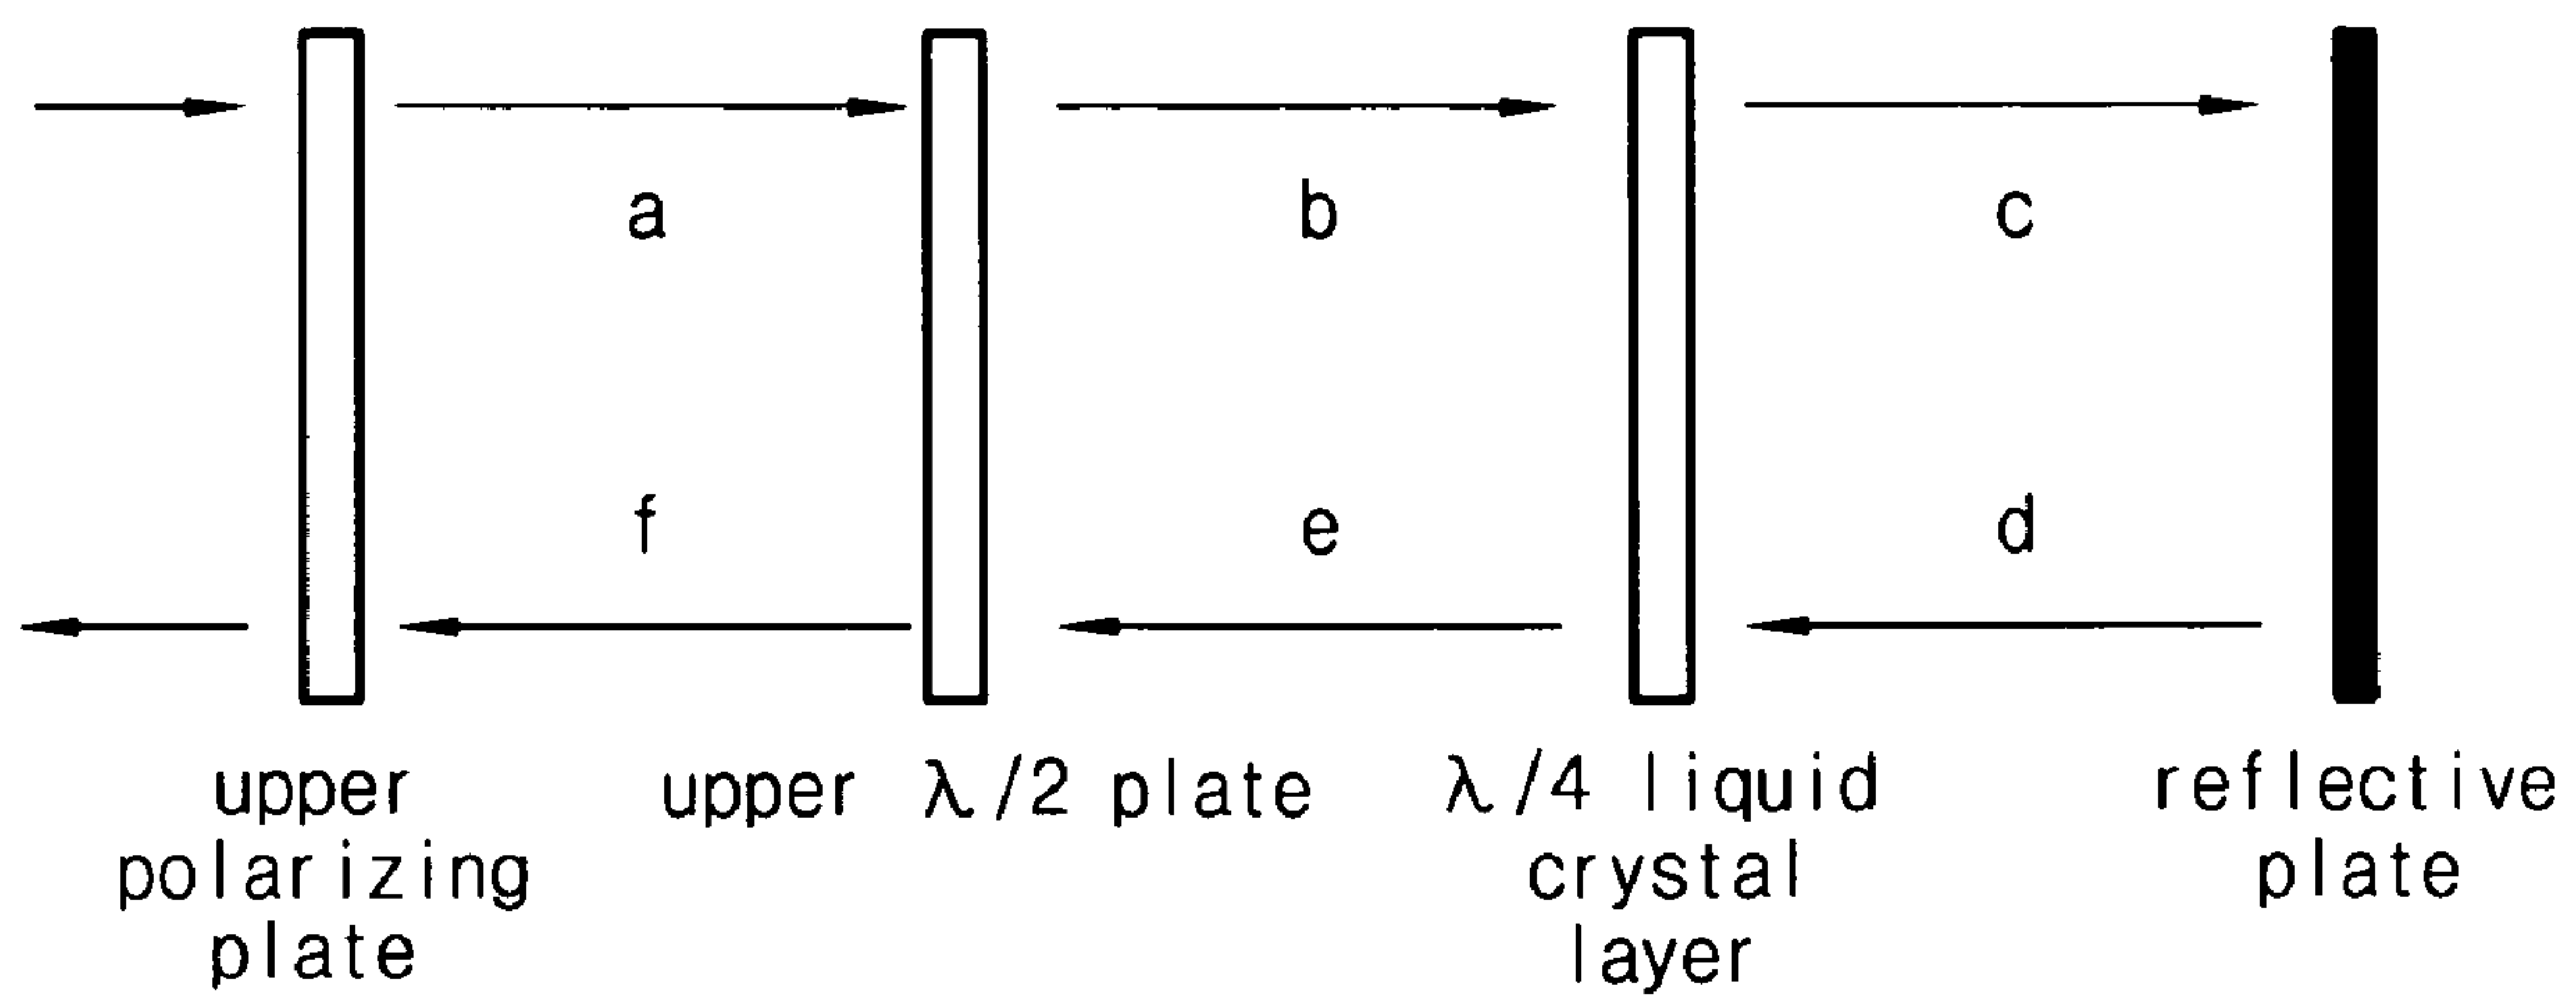 a
b
c
f
e
d
upper
polarizing
plate
upper λ/2 plate
λ/4 liquid
crystal
layer
reflective
plate